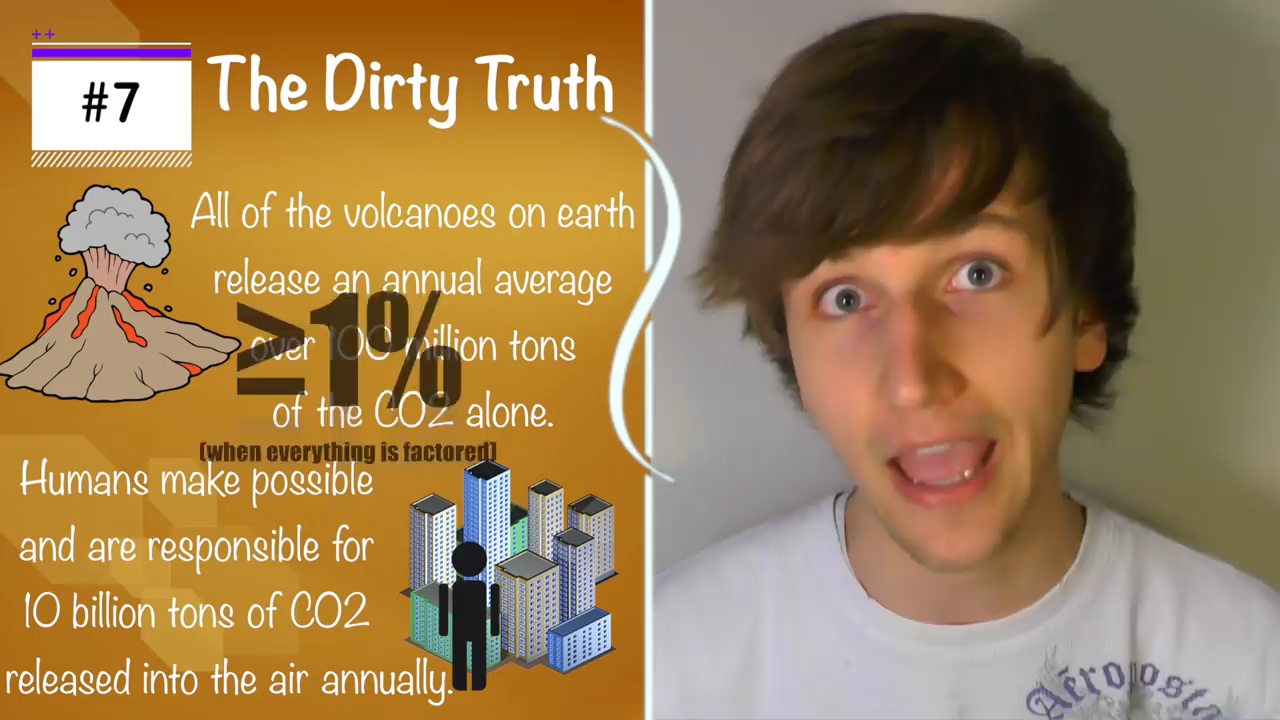 ++
#7
The Dirty Truth
All of the volcanoes on earth
release an annual average
over 100 million tons
of the CO2 alone.
≥1%
(when everything is factored)
Humans make possible
and are responsible for
10 billion tons of CO2
released into the air annually.
Aéroposta